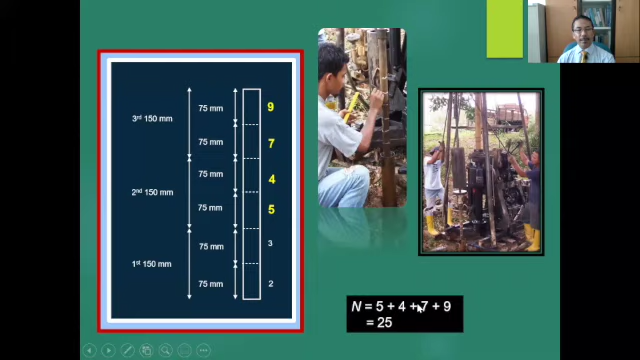 75 mm
9
3rd 150 mm
75 mm
7
75 mm
4
2nd 150 mm
75 mm
5
75 mm
3
1st 150 mm
75 mm
2
N = 5 + 4 + 7 + 9
= 25